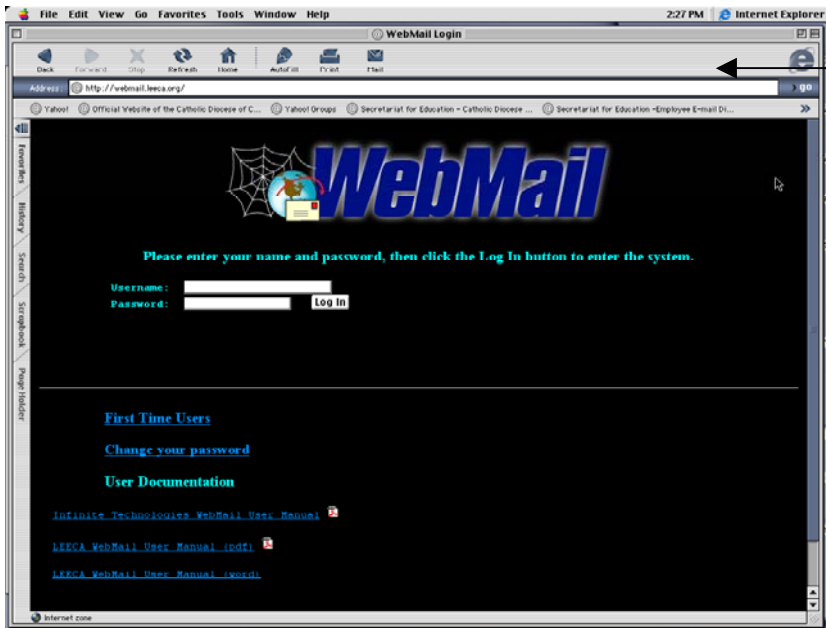 File Edit View Go Favorites Tools Window Help 2:27 PM Internet Explorer
WebMail Login
Back Forward Stop Refresh Home AutoFill Print Mail
Address: http://webmail.leeca.org/ go
Yahoo! Official Website of the Catholic Diocese of C... Yahoo! Groups Secretariat for Education - Catholic Diocese ... Secretariat for Education -Employee E-mail Di...
Favorites
History
Search
Scrapbook
Page Holder
WebMail
Please enter your name and password, then click the Log In button to enter the system.
Username:
Password: Log In
First Time Users
Change your password
User Documentation
Infinite Technologies WebMail User Manual
LEECA WebMail User Manual (pdf)
LEECA WebMail User Manual (word)
Internet zone